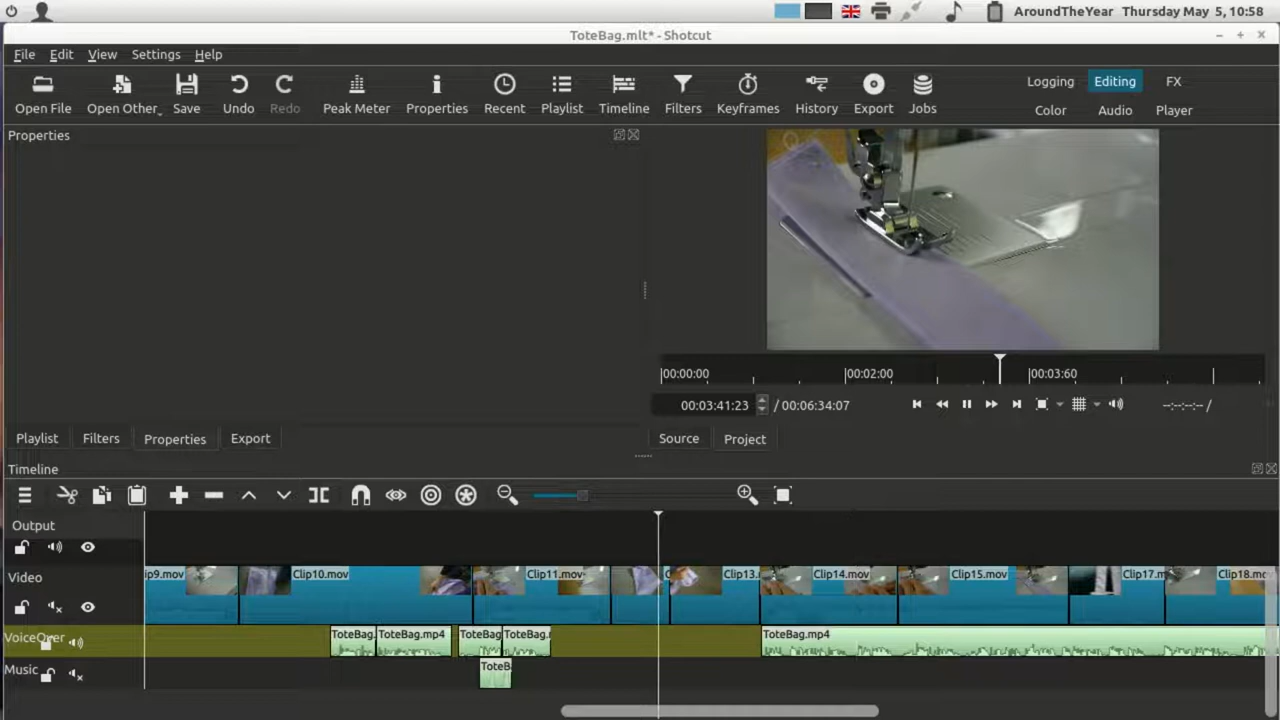 AroundTheYear Thursday May 5, 10:58
ToteBag.mlt* - Shotcut
File Edit View Settings Help
Open File Open Other Save Undo Redo Peak Meter Properties Recent Playlist Timeline Filters Keyframes History Export Jobs
Logging Editing FX
Color Audio Player
Properties
00:00:00 00:02:00 00:03:60
00:03:41:23 / 00:06:34:07 --:--:--:-- /
Playlist Filters Properties Export
Source Project
Timeline
Output
Video
ip9.mov Clip10.mov Clip11.mov C Clip13. Clip14.mov Clip15.mov Clip17.m Clip18.mo
VoiceOver
ToteBag. ToteBag.mp4 ToteBag ToteBag. ToteBag.mp4
Music
ToteB